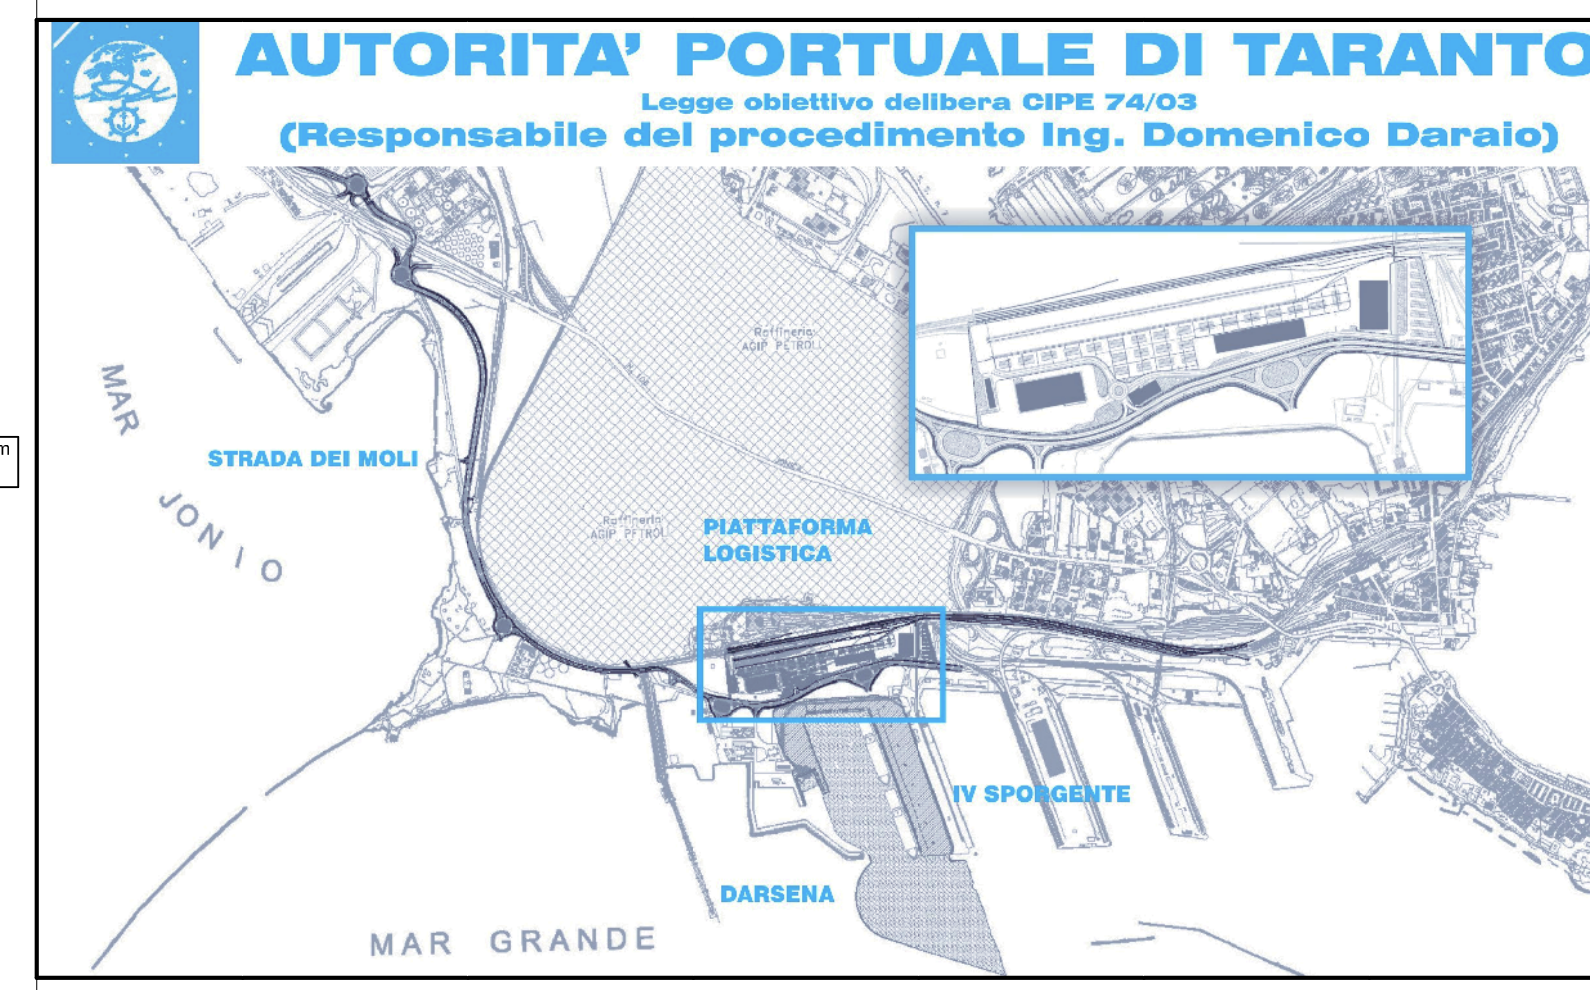 AUTORITA' PORTUALE DI TARANTO
Legge obiettivo delibera CIPE 74/03
(Responsabile del procedimento Ing. Domenico Daraio)
Raffineria
AGIP PETROLI
MAR
JONIO
STRADA DEI MOLI
Raffineria
AGIP PETROLI
PIATTAFORMA
LOGISTICA
IV SPORGENTE
DARSENA
MAR GRANDE
m